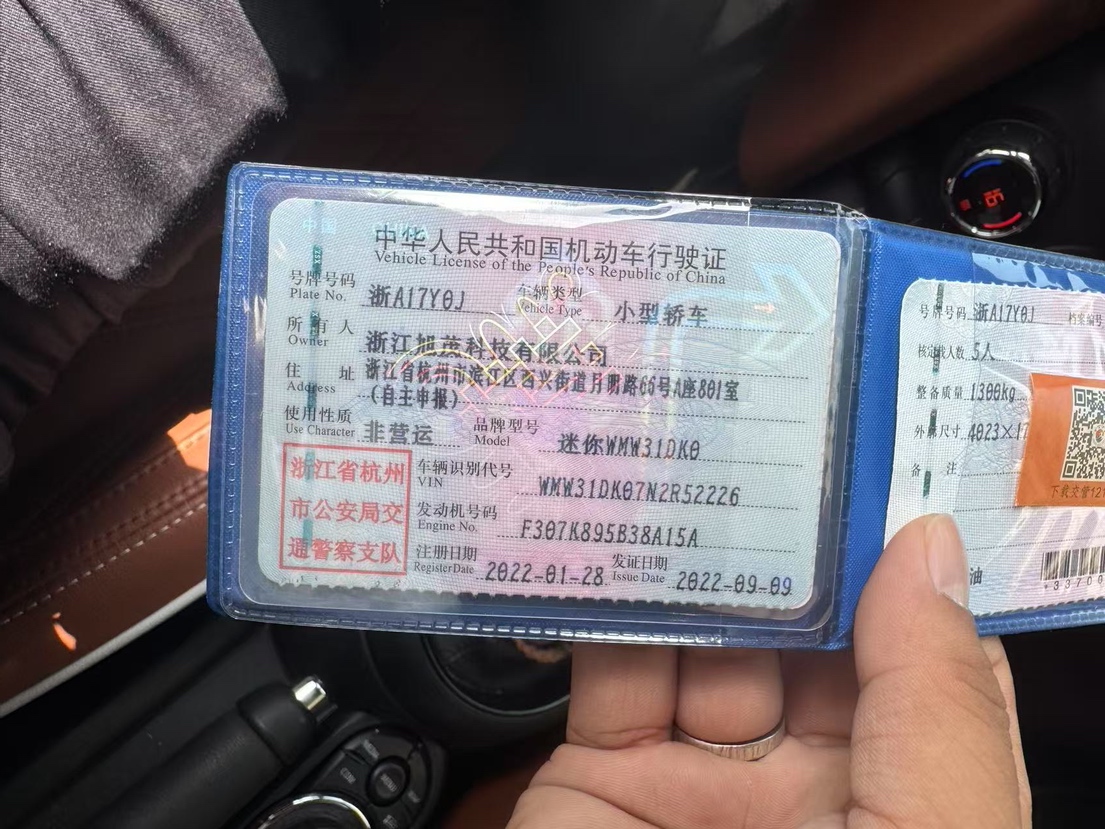 中华人民共和国机动车行驶证
Vehicle License of the People's Republic of China
号牌号码 浙A17Y0J 车辆类型 小型轿车
Plate No. Vehicle Type
所有人 浙江旭茂科技有限公司
Owner
住址 浙江省杭州市滨江区西兴街道月明路66号A座801室
Address (自主申报)
使用性质 非营运 品牌型号 迷你WMW31DK0
Use Character Model
浙江省杭州
市公安局交
通警察支队
车辆识别代号 WMW31DK07N2R52226
VIN
发动机号码 F307K895B38A15A
Engine No.
注册日期 2022-01-28 发证日期 2022-09-09
Register Date Issue Date
号牌号码 浙A17Y0J 档案编号
核定载人数 5人
整备质量 1300kg
外廓尺寸 4023×17
备注
下载交管121
油
*33700